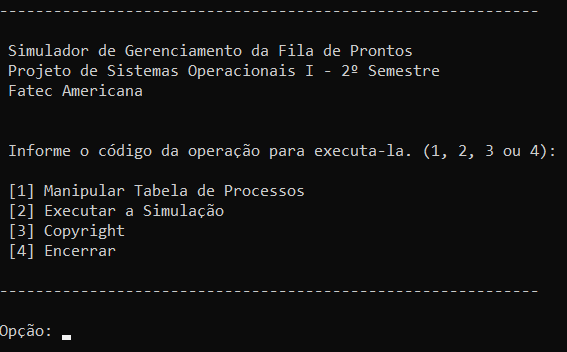 ------------------------------------------------------------
Simulador de Gerenciamento da Fila de Prontos
Projeto de Sistemas Operacionais I - 2º Semestre
Fatec Americana
Informe o código da operação para executa-la. (1, 2, 3 ou 4):
[1] Manipular Tabela de Processos
[2] Executar a Simulação
[3] Copyright
[4] Encerrar
------------------------------------------------------------
Opção: _